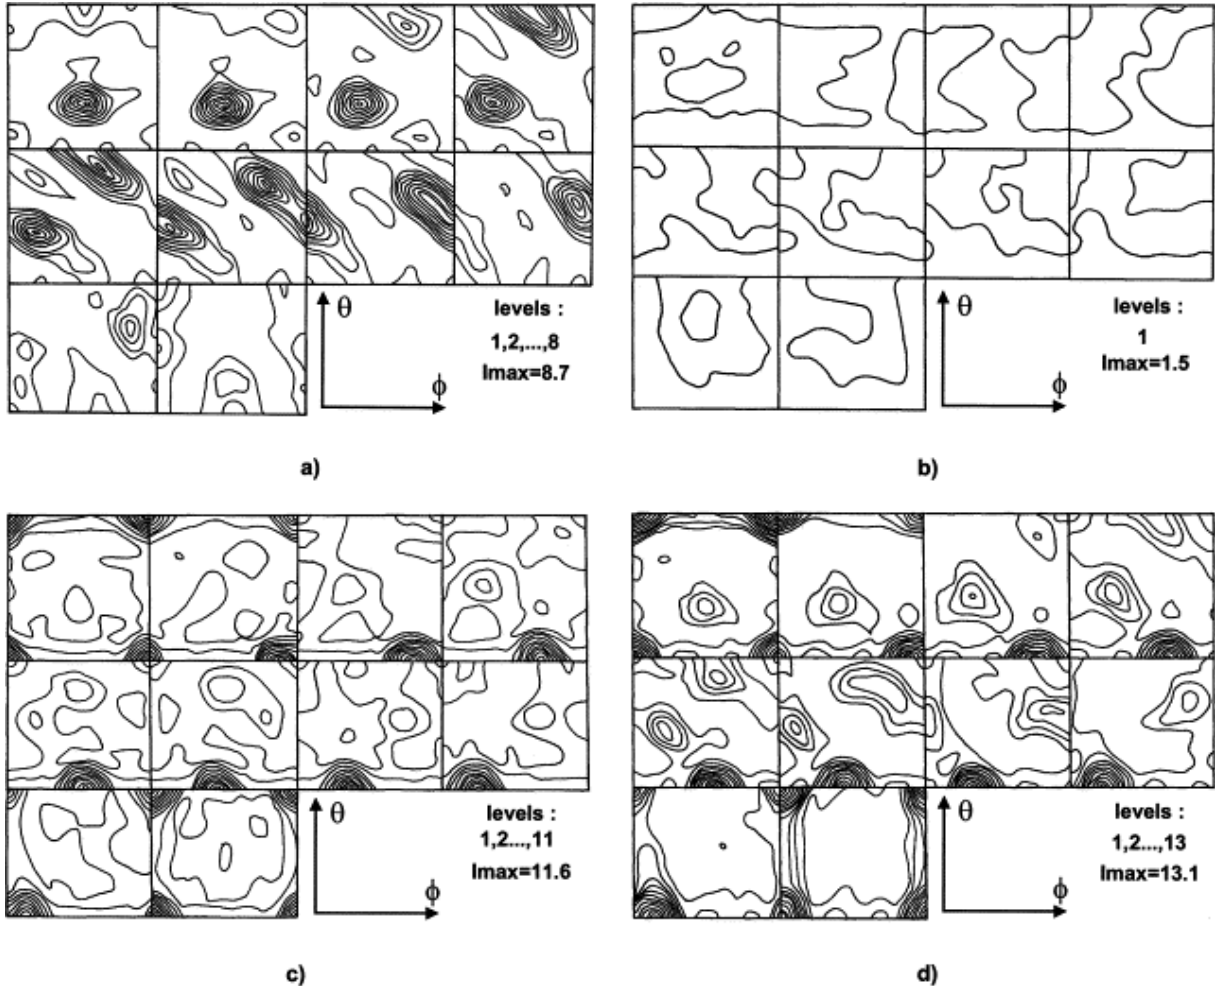 θ
levels :
1,2,...,8
Imax=8.7
ϕ
θ
levels :
1
Imax=1.5
ϕ
a)
b)
θ
levels :
1,2...,11
Imax=11.6
ϕ
θ
levels :
1,2...,13
Imax=13.1
ϕ
c)
d)